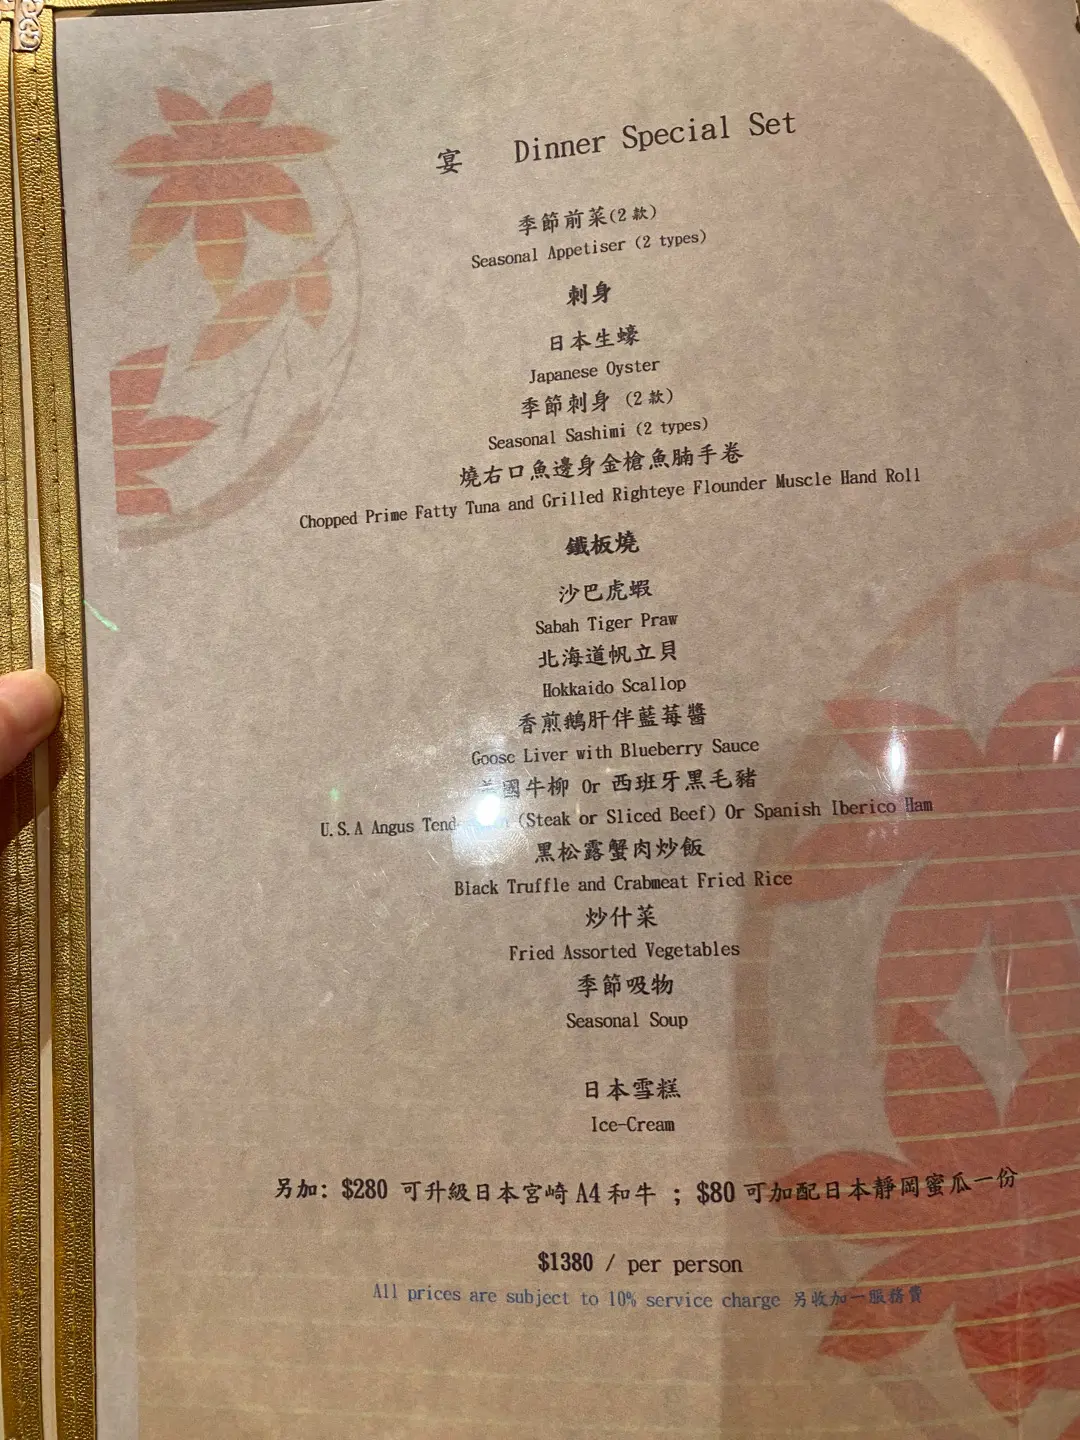 宴 Dinner Special Set
季節前菜(2 款)
Seasonal Appetiser (2 types)
刺身
日本生蠔
Japanese Oyster
季節刺身 (2 款)
Seasonal Sashimi (2 types)
燒右口魚邊身金槍魚腩手卷
Chopped Prime Fatty Tuna and Grilled Righteye Flounder Muscle Hand Roll
鐵板燒
沙巴虎蝦
Sabah Tiger Praw
北海道帆立貝
Hokkaido Scallop
香煎鵝肝伴藍莓醬
Goose Liver with Blueberry Sauce
國牛柳 Or 西班牙黑毛豬
U.S.A Angus (Steak or Sliced Beef) Or Spanish Iberico Ham
黑松露蟹肉炒飯
Black Truffle and Crabmeat Fried Rice
炒什菜
Fried Assorted Vegetables
季節吸物
Seasonal Soup
日本雪糕
Ice-Cream
另加: $280 可升級日本宮崎 A4 和牛 ; $80 可加配日本靜岡蜜瓜一份
$1380 / per person
All prices are subject to 10% service charge 另收加一服務費